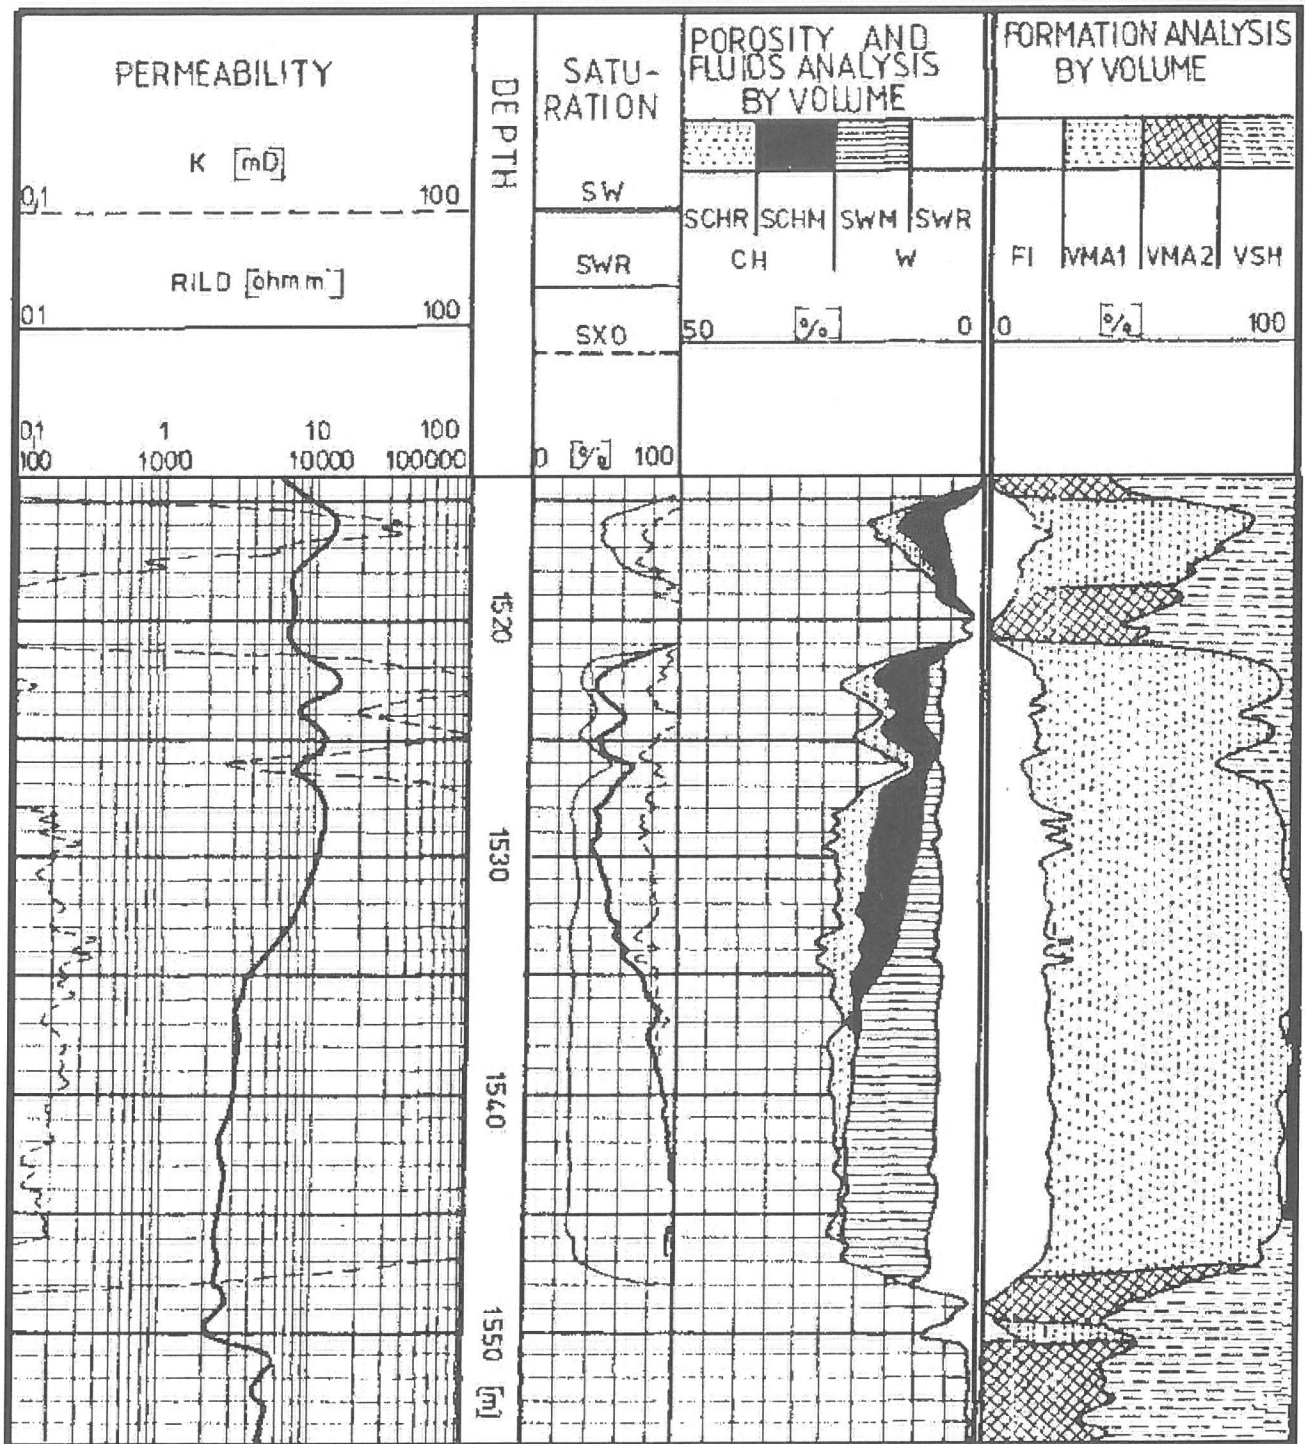 PERMEABILITY
K [mD]
0,1 100
RILD [ohmm]
01 100
0,1 1 10 100
100 1000 10000 100000
DEPTH
SATU-
RATION
SW
SWR
SXO
0 [%] 100
POROSITY AND
FLUIDS ANALYSIS
BY VOLUME
SCHR SCHM SWM SWR
CH W
50 [%] 0
FORMATION ANALYSIS
BY VOLUME
FI VMA1 VMA2 VSH
0 [%] 100
1520
1530
1540
1550 [m]